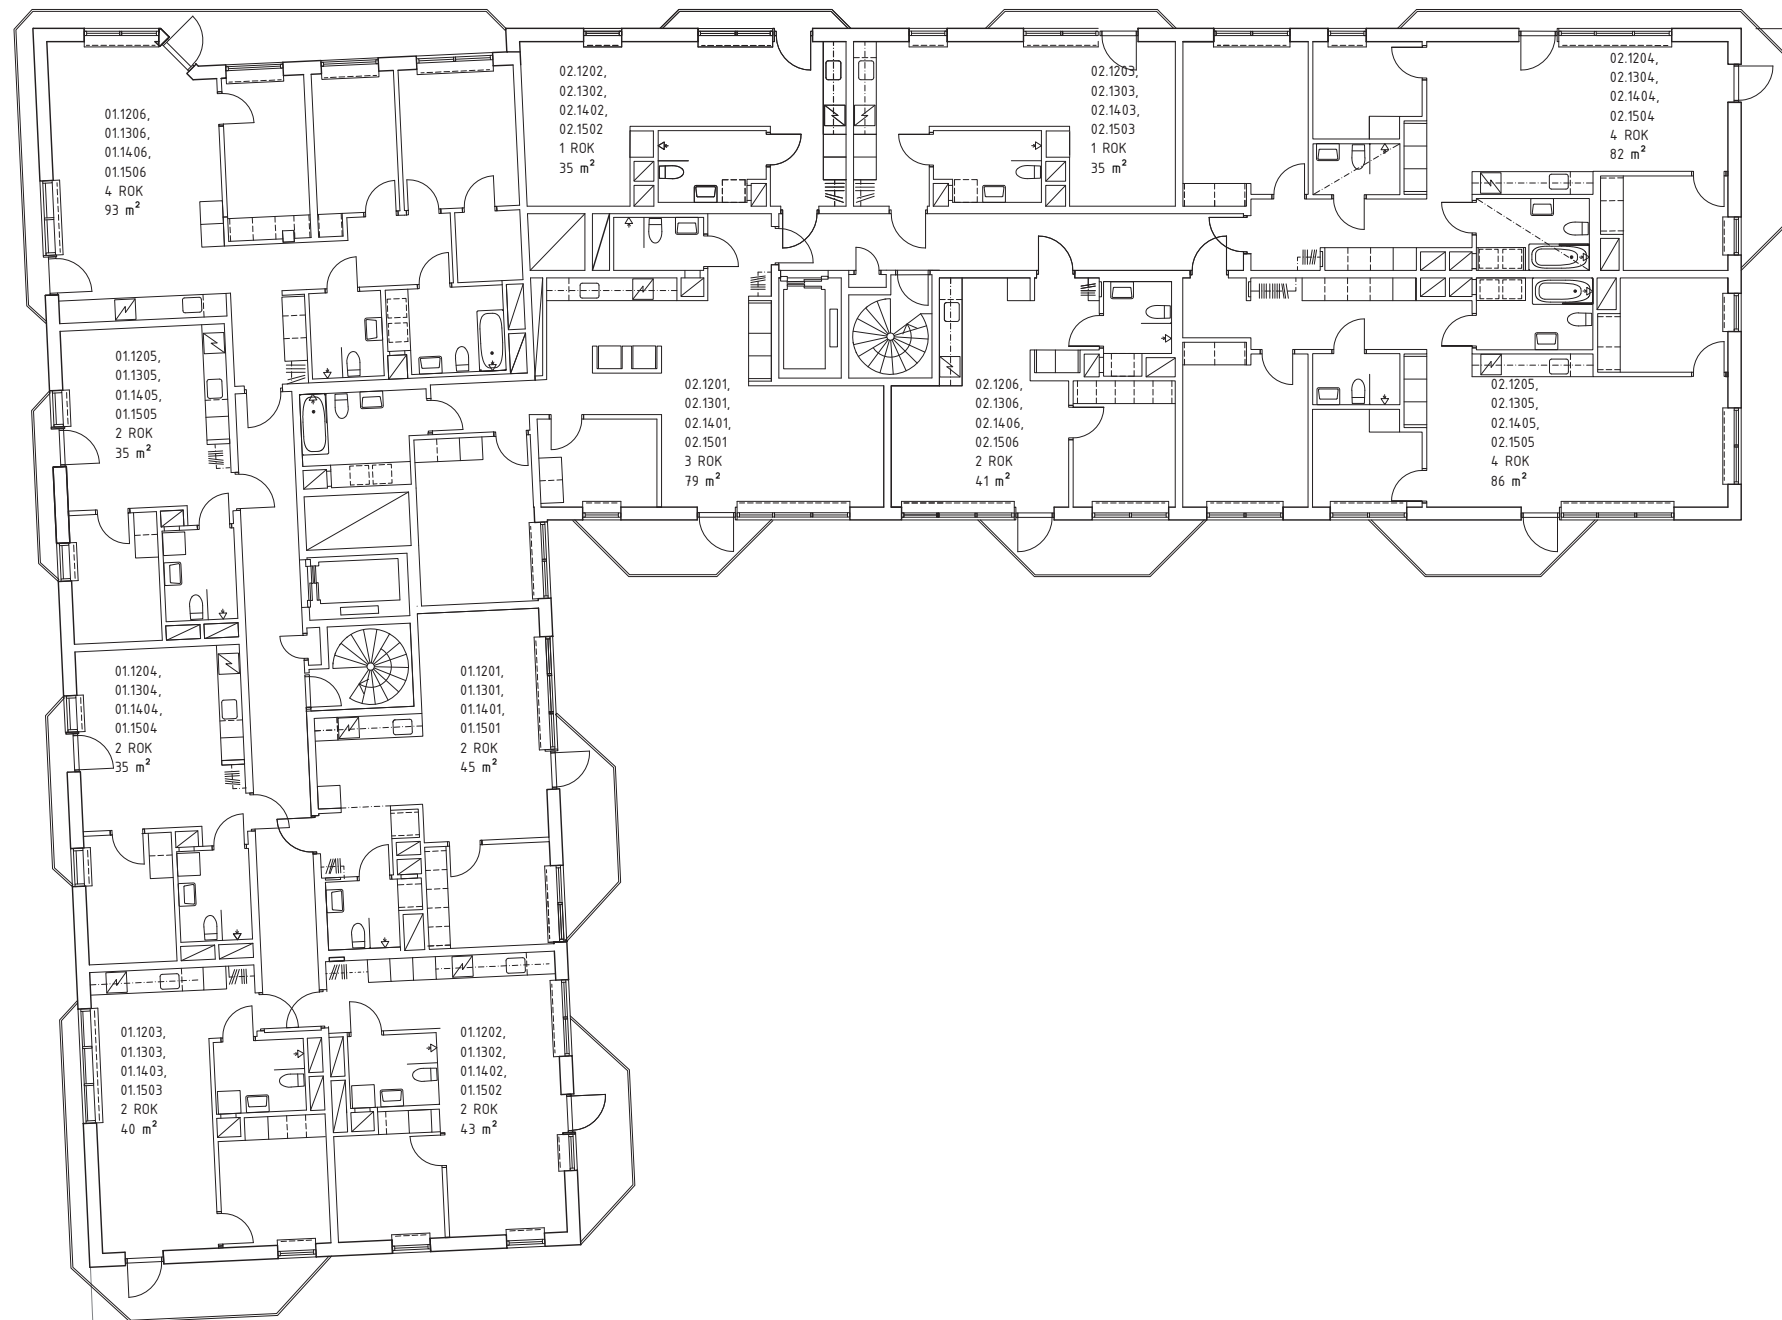 01.1206,
01.1306,
01.1406,
01.1506
4 ROK
93 m²
02.1202,
02.1302,
02.1402,
02.1502
1 ROK
35 m²
02.1203,
02.1303,
02.1403,
02.1503
1 ROK
35 m²
02.1204,
02.1304,
02.1404,
02.1504
4 ROK
82 m²
01.1205,
01.1305,
01.1405,
01.1505
2 ROK
35 m²
02.1201,
02.1301,
02.1401,
02.1501
3 ROK
79 m²
02.1206,
02.1306,
02.1406,
02.1506
2 ROK
41 m²
02.1205,
02.1305,
02.1405,
02.1505
4 ROK
86 m²
01.1204,
01.1304,
01.1404,
01.1504
2 ROK
35 m²
01.1201,
01.1301,
01.1401,
01.1501
2 ROK
45 m²
01.1203,
01.1303,
01.1403,
01.1503
2 ROK
40 m²
01.1202,
01.1302,
01.1402,
01.1502
2 ROK
43 m²